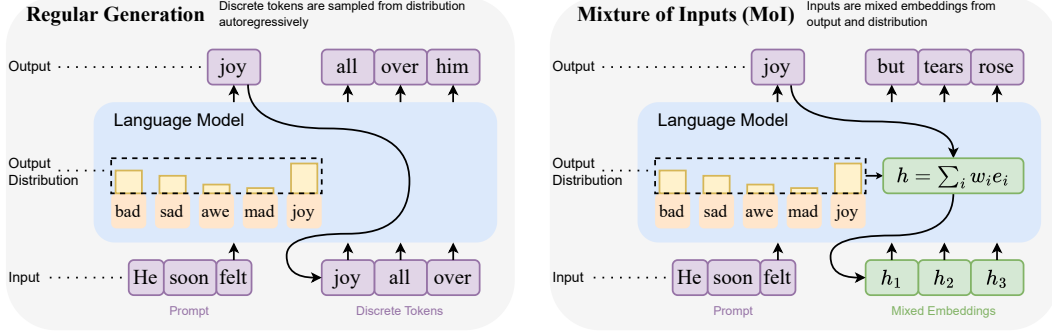 Regular Generation
Discrete tokens are sampled from distribution
autoregressively
Output
joy
all over him
Language Model
Output
Distribution
bad sad awe mad joy
Input
He soon felt
joy all over
Prompt
Discrete Tokens
Mixture of Inputs (MoI)
Inputs are mixed embeddings from
output and distribution
Output
joy
but tears rose
Language Model
Output
Distribution
bad sad awe mad joy
h = ∑ᵢ wᵢeᵢ
Input
He soon felt
h₁ h₂ h₃
Prompt
Mixed Embeddings